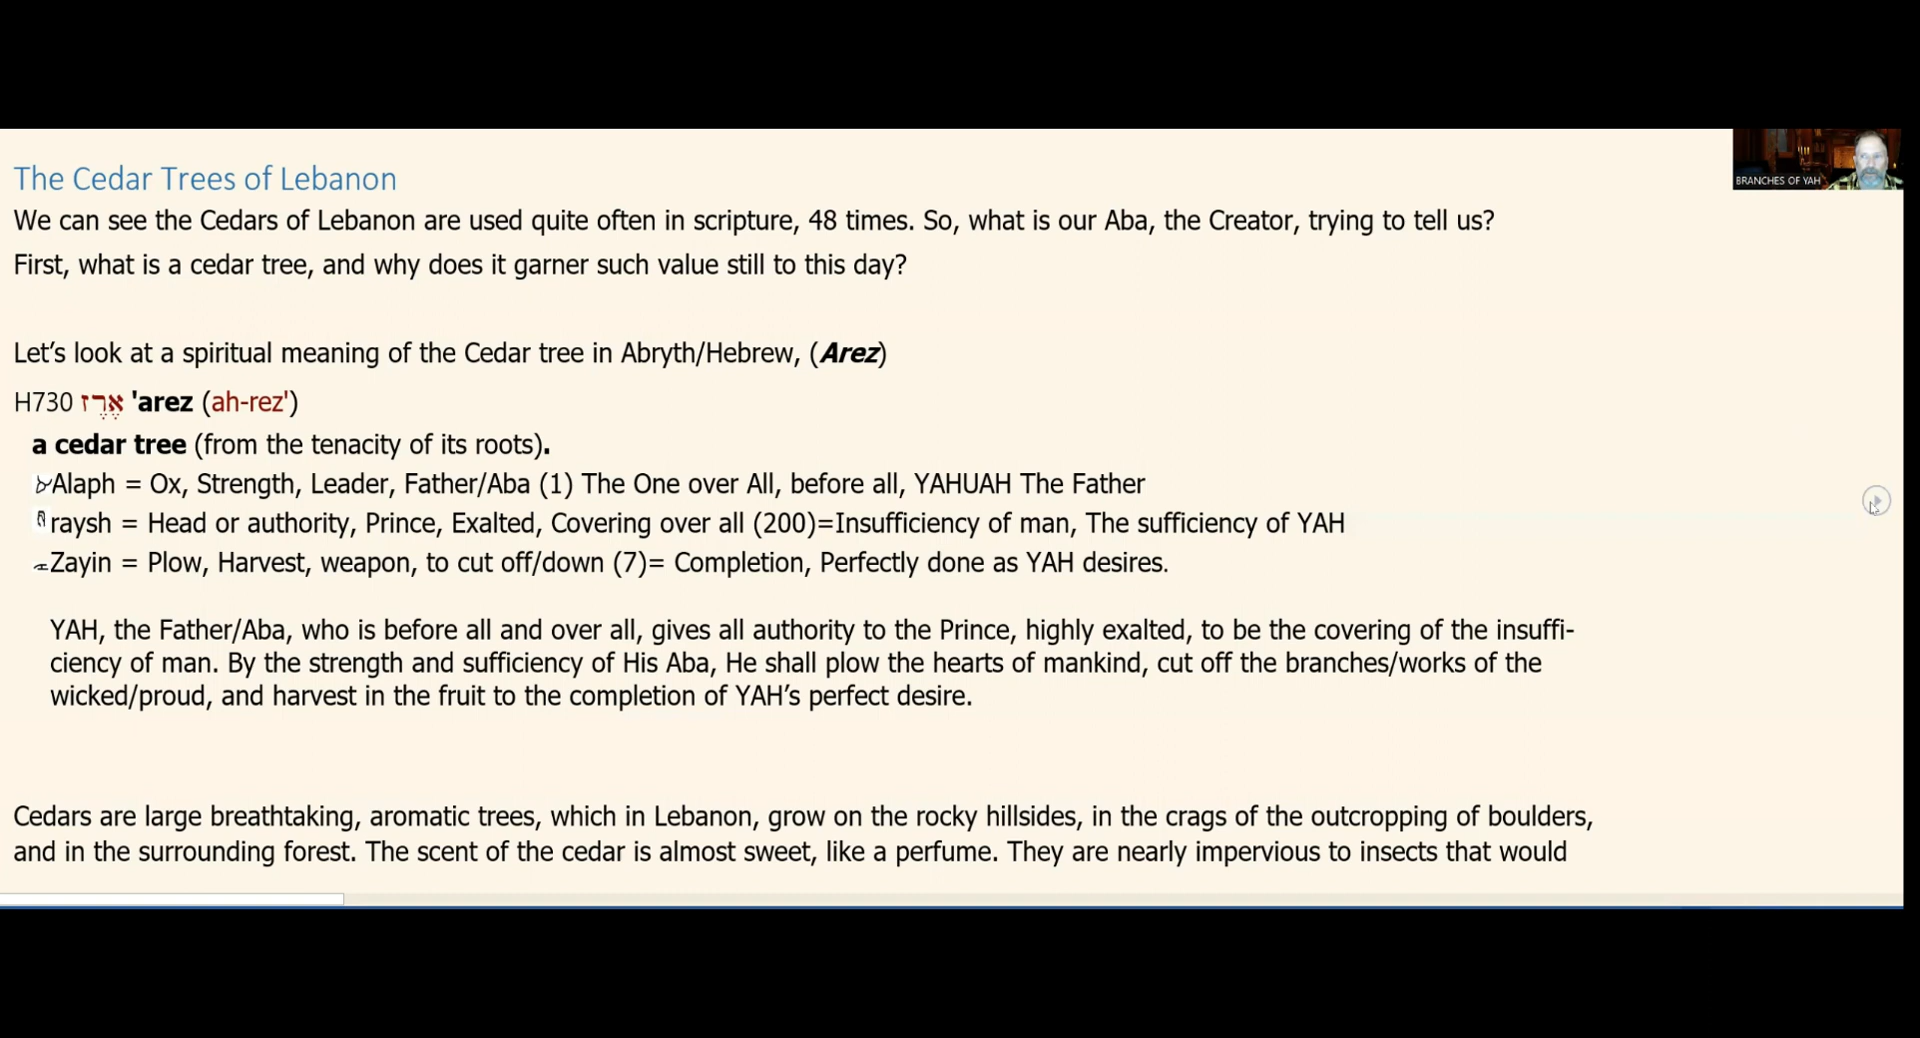 The Cedar Trees of Lebanon
BRANCHES OF YAH
We can see the Cedars of Lebanon are used quite often in scripture, 48 times. So, what is our Aba, the Creator, trying to tell us?
First, what is a cedar tree, and why does it garner such value still to this day?
Let’s look at a spiritual meaning of the Cedar tree in Abryth/Hebrew, (Arez)
H730 אֶרֶז 'arez (ah-rez')
a cedar tree (from the tenacity of its roots).
Alaph = Ox, Strength, Leader, Father/Aba (1) The One over All, before all, YAHUAH The Father
raysh = Head or authority, Prince, Exalted, Covering over all (200)=Insufficiency of man, The sufficiency of YAH
Zayin = Plow, Harvest, weapon, to cut off/down (7)= Completion, Perfectly done as YAH desires.
YAH, the Father/Aba, who is before all and over all, gives all authority to the Prince, highly exalted, to be the covering of the insuffi-
ciency of man. By the strength and sufficiency of His Aba, He shall plow the hearts of mankind, cut off the branches/works of the
wicked/proud, and harvest in the fruit to the completion of YAH’s perfect desire.
Cedars are large breathtaking, aromatic trees, which in Lebanon, grow on the rocky hillsides, in the crags of the outcropping of boulders,
and in the surrounding forest. The scent of the cedar is almost sweet, like a perfume. They are nearly impervious to insects that would